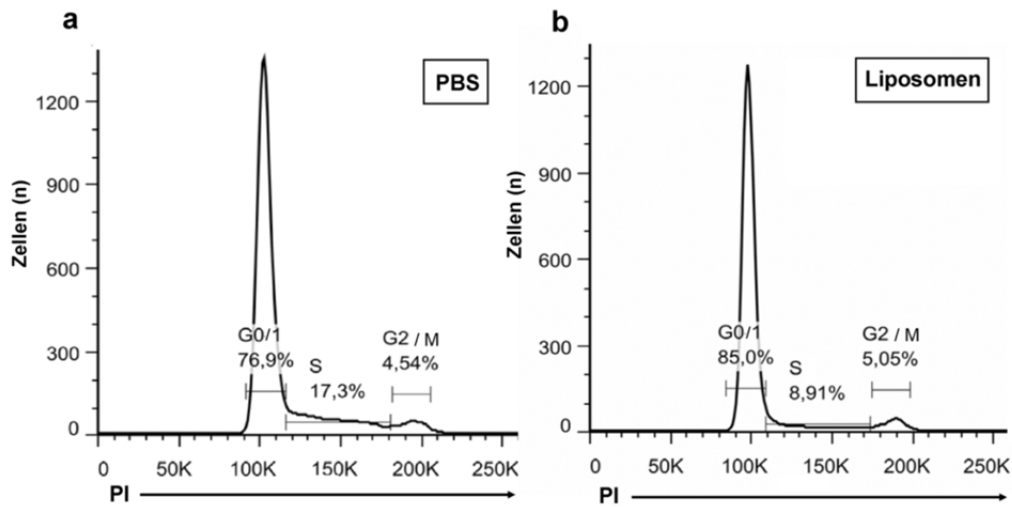 a
PBS
Zellen (n)
1200
900
600
300
0
G0/1
76,9%
S
17,3%
G2 / M
4,54%
0 50K 100K 150K 200K 250K
PI
b
Liposomen
Zellen (n)
1200
900
600
300
0
G0/1
85,0%
S
8,91%
G2 / M
5,05%
0 50K 100K 150K 200K 250K
PI